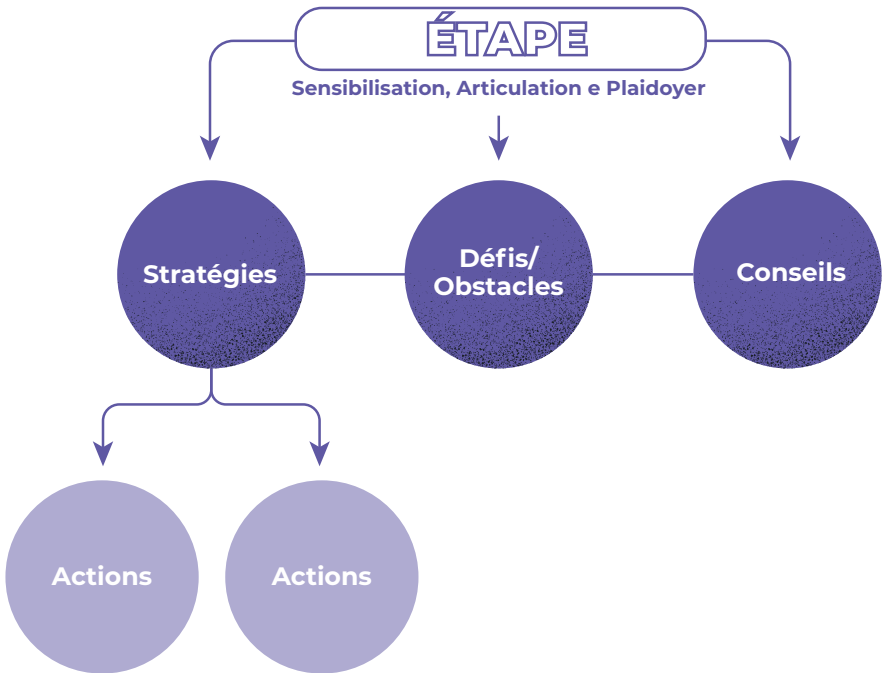 ÉTAPE
Sensibilisation, Articulation e Plaidoyer
Stratégies
Défis/
Obstacles
Conseils
Actions
Actions